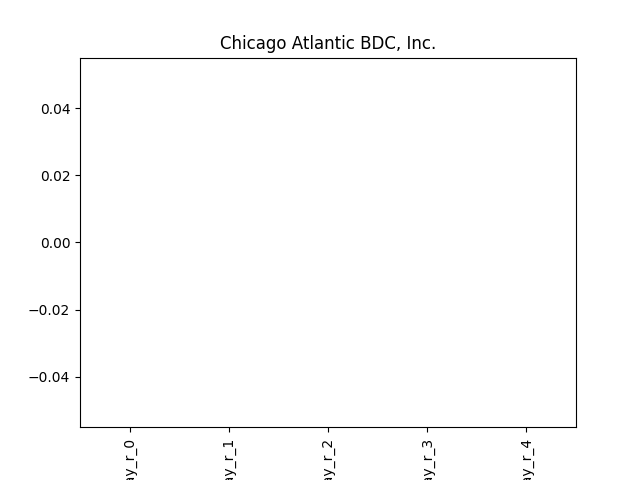 Chicago Atlantic BDC, Inc.
0.04
0.02
0.00
−0.02
−0.04
ay_r_0
ay_r_1
ay_r_2
ay_r_3
ay_r_4